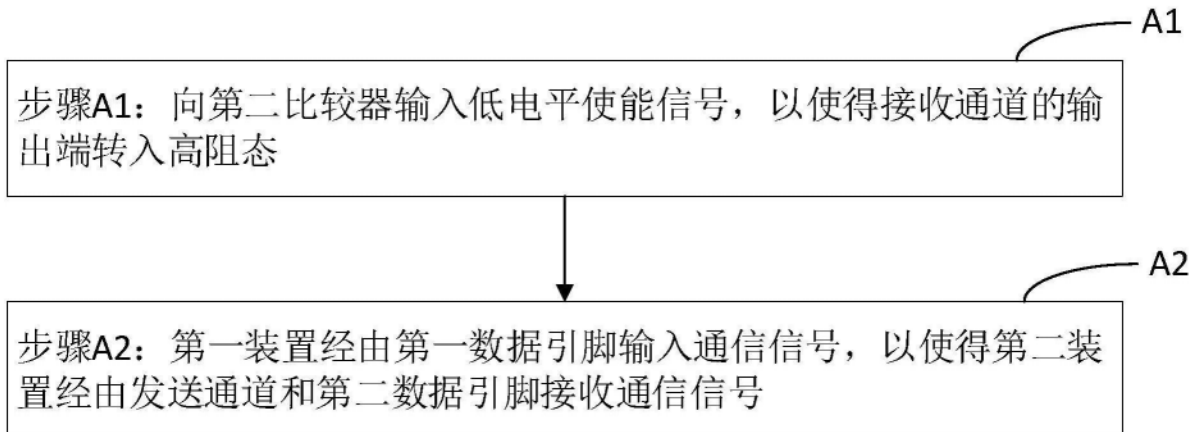 A1
步骤A1：向第二比较器输入低电平使能信号，以使得接收通道的输
出端转入高阻态
A2
步骤A2：第一装置经由第一数据引脚输入通信信号，以使得第二装
置经由发送通道和第二数据引脚接收通信信号